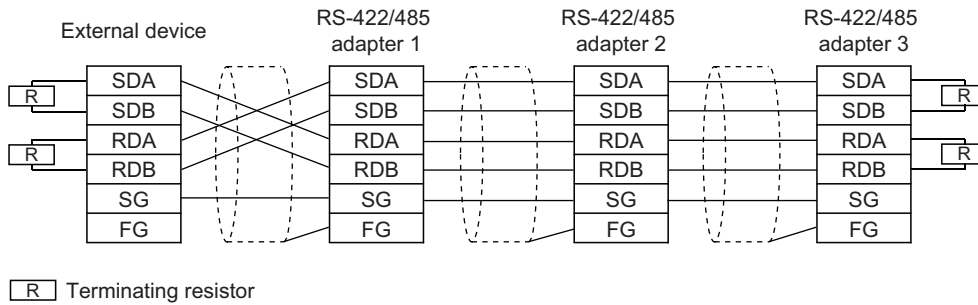 External device
RS-422/485
adapter 1
RS-422/485
adapter 2
RS-422/485
adapter 3
SDA
SDB
RDA
RDB
SG
FG
SDA
SDB
RDA
RDB
SG
FG
SDA
SDB
RDA
RDB
SG
FG
SDA
SDB
RDA
RDB
SG
FG
R
R
R
R
R Terminating resistor